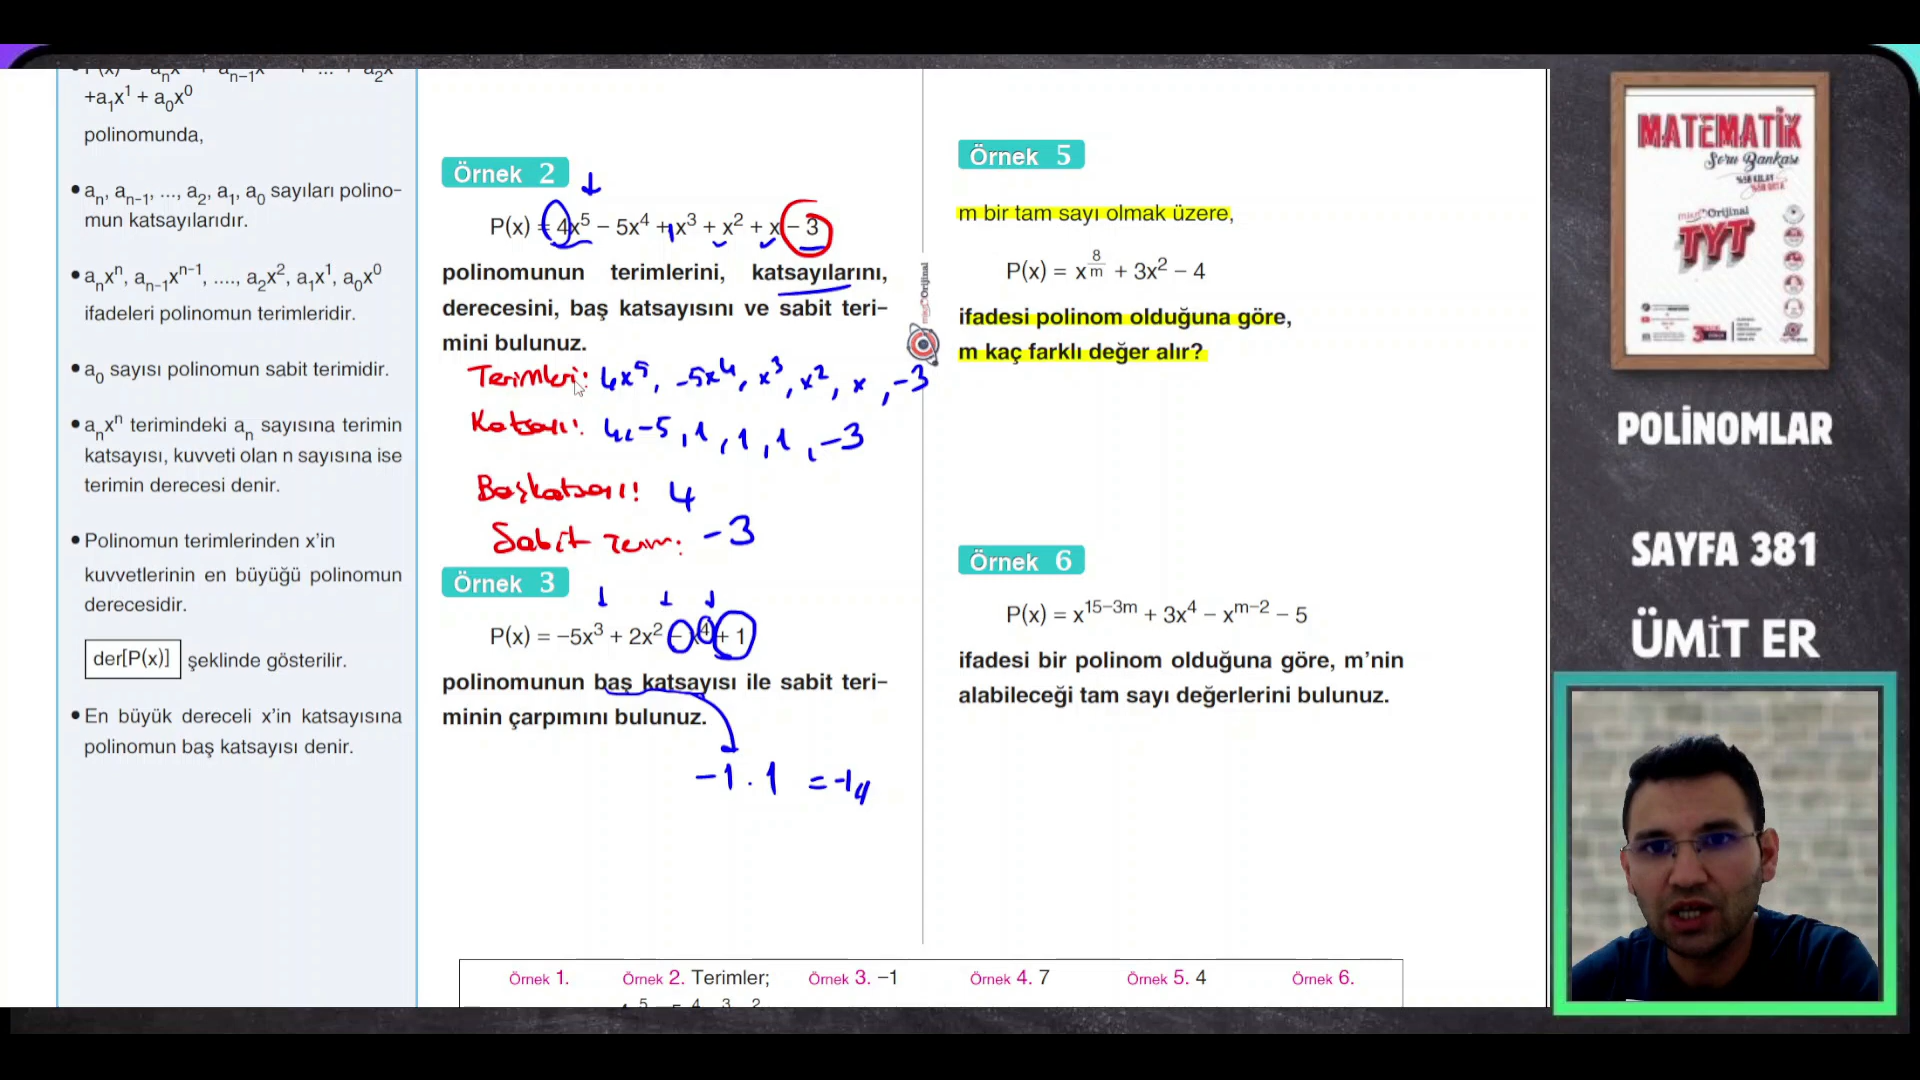 +a₁x¹ + a₀x⁰
polinomunda,
• aₙ, aₙ₋₁, ..., a₂, a₁, a₀ sayıları polino-
mun katsayılarıdır.
• aₙxⁿ, aₙ₋₁xⁿ⁻¹, ...., a₂x², a₁x¹, a₀x⁰
ifadeleri polinomun terimleridir.
• a₀ sayısı polinomun sabit terimidir.
• aₙxⁿ terimindeki aₙ sayısına terimin
katsayısı, kuvveti olan n sayısına ise
terimin derecesi denir.
• Polinomun terimlerinden x'in
kuvvetlerinin en büyüğü polinomun
derecesidir.
der[P(x)] şeklinde gösterilir.
• En büyük dereceli x'in katsayısına
polinomun baş katsayısı denir.
Örnek 2
P(x) = 4x⁵ − 5x⁴ + 1x³ + x² + x − 3
polinomunun terimlerini, katsayılarını,
derecesini, baş katsayısını ve sabit teri-
mini bulunuz.
Terimleri: 4x⁵, -5x⁴, x³, x², x, -3
Katsayı: 4, -5, 1, 1, 1, -3
Başkatsayı: 4
Sabit Terim: -3
Örnek 3
P(x) = −5x³ + 2x² − x⁴ + 1
polinomunun baş katsayısı ile sabit teri-
minin çarpımını bulunuz.
-1 . 1 = -1
Örnek 5
m bir tam sayı olmak üzere,
P(x) = x^(8/m) + 3x² − 4
ifadesi polinom olduğuna göre,
m kaç farklı değer alır?
Örnek 6
P(x) = x¹⁵⁻³ᵐ + 3x⁴ − xᵐ⁻² − 5
ifadesi bir polinom olduğuna göre, m'nin
alabileceği tam sayı değerlerini bulunuz.
Örnek 1. Örnek 2. Terimler; Örnek 3. −1 Örnek 4. 7 Örnek 5. 4 Örnek 6.
MATEMATİK
Soru Bankası
Orijinal
TYT
POLİNOMLAR
SAYFA 381
ÜMİT ER